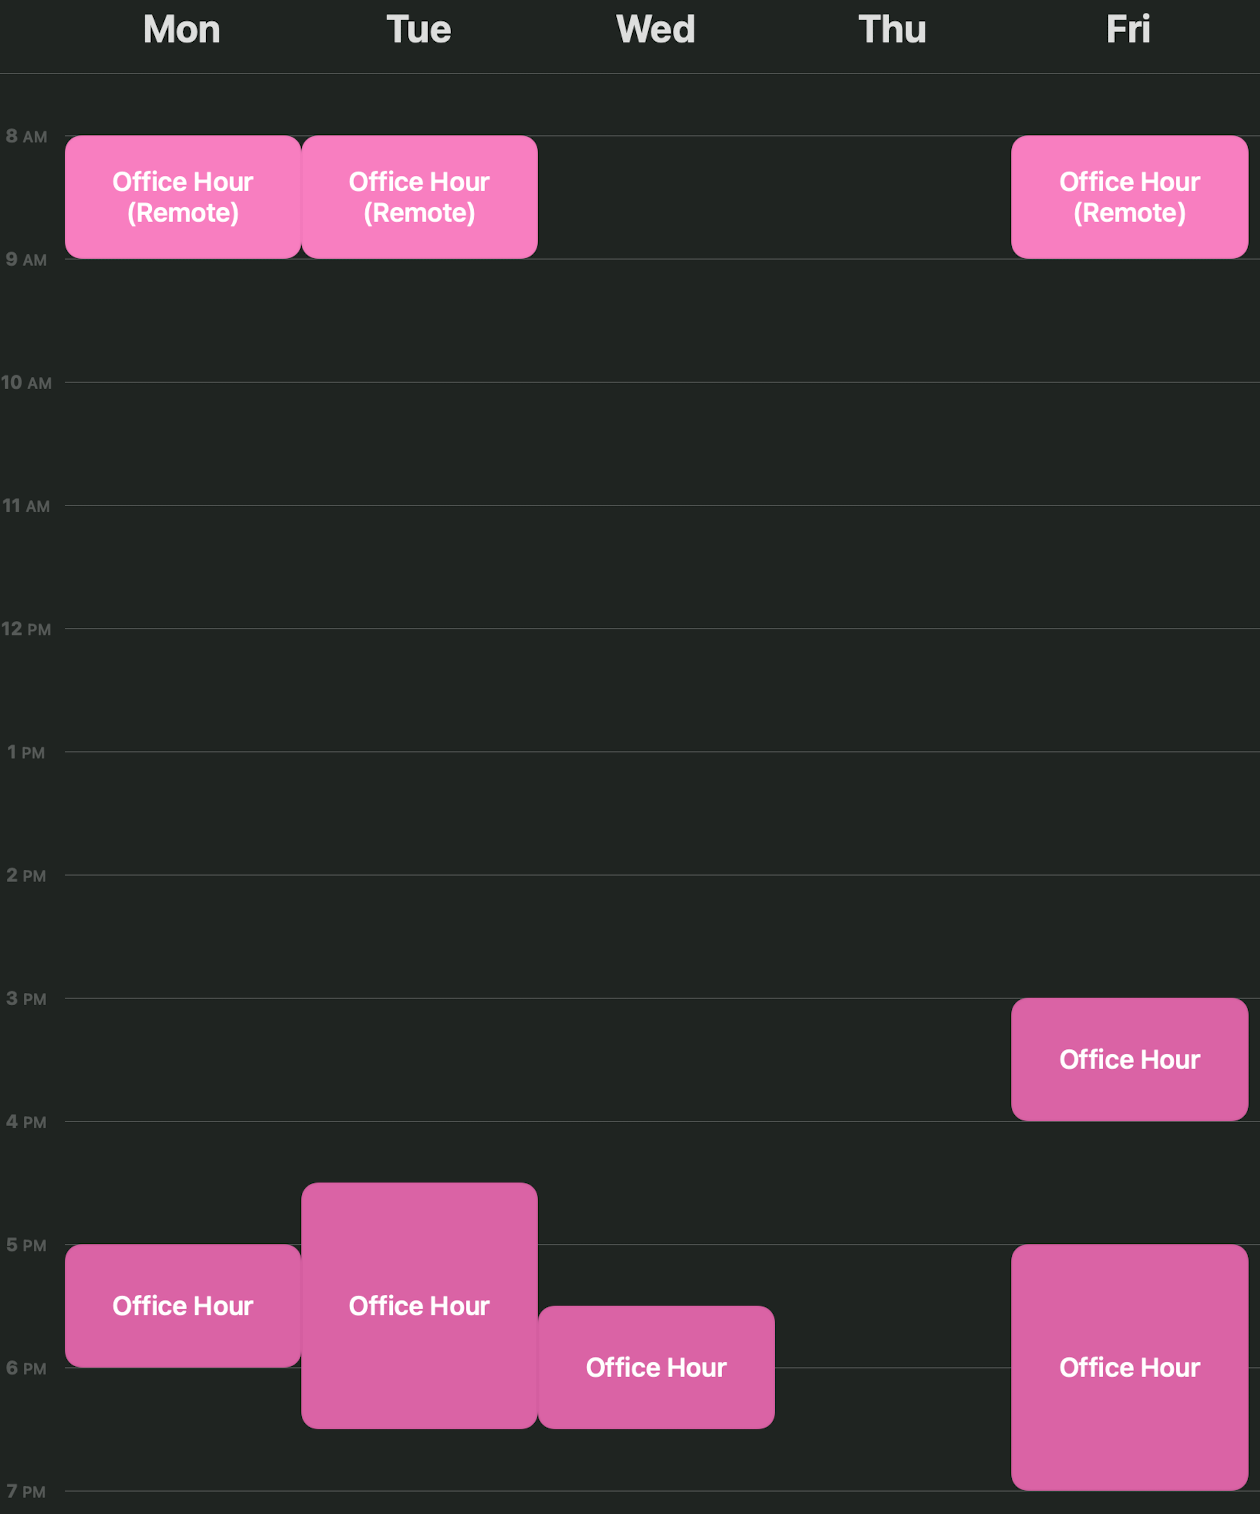 Mon Tue Wed Thu Fri
8 AM
Office Hour
(Remote)
Office Hour
(Remote)
Office Hour
(Remote)
9 AM
10 AM
11 AM
12 PM
1 PM
2 PM
3 PM
Office Hour
4 PM
5 PM
Office Hour
Office Hour
Office Hour
6 PM
Office Hour
7 PM